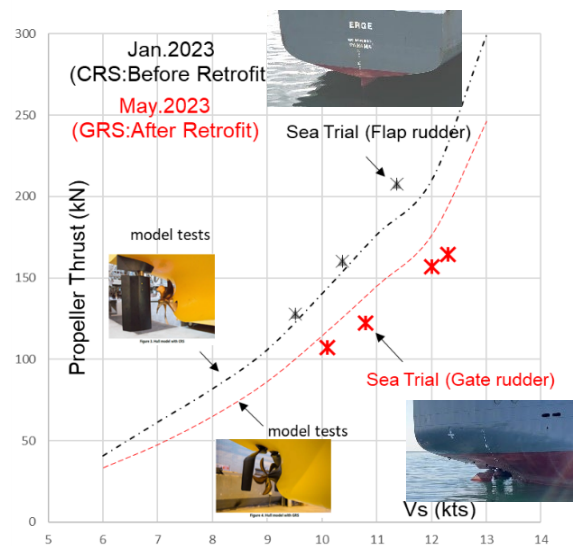 Jan.2023
(CRS:Before Retrofit
May.2023
(GRS:After Retrofit)
ERGE
PANAMA
Sea Trial (Flap rudder)
model tests
Sea Trial (Gate rudder)
model tests
Propeller Thrust (kN)
300
250
200
150
100
50
0
5 6 7 8 9 10 11 12 13 14
Vs (kts)